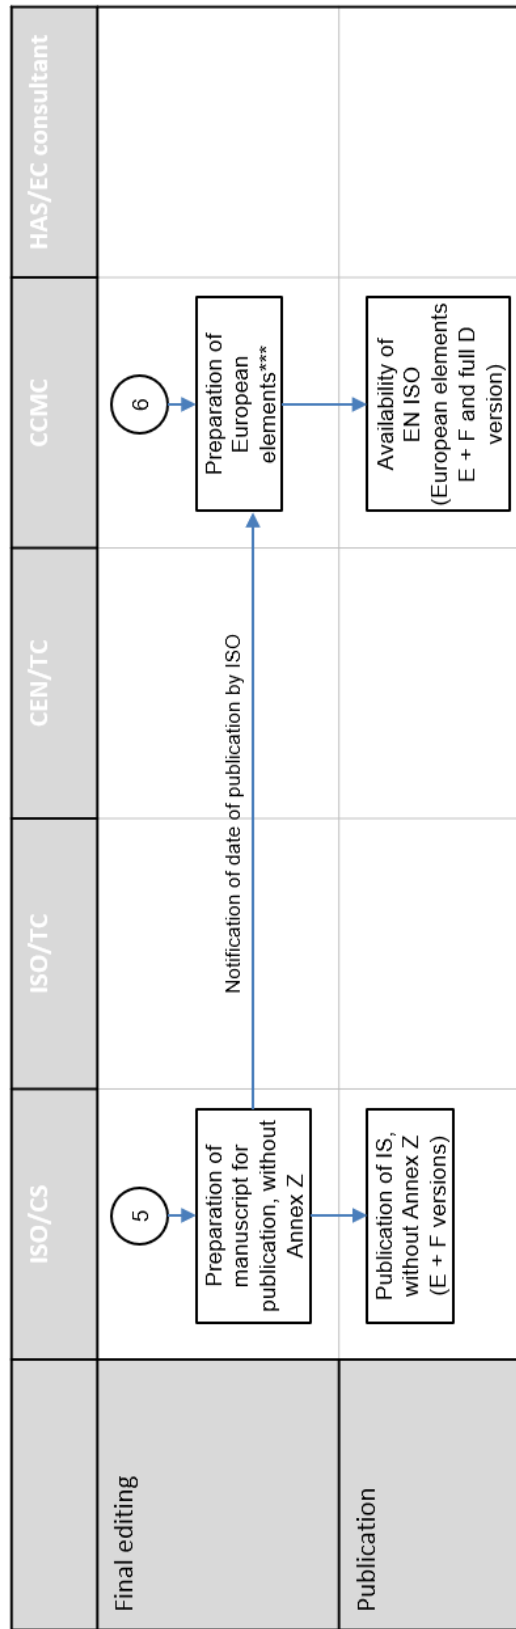 ISO/CS
ISO/TC
CEN/TC
CCMC
HAS/EC consultant
Final editing
5
6
Preparation of
manuscript for
publication, without
Annex Z
Notification of date of publication by ISO
Preparation of
European
elements***
Publication
Publication of IS,
without Annex Z
(E + F versions)
Availability of
EN ISO
(European elements
E + F and full D
version)